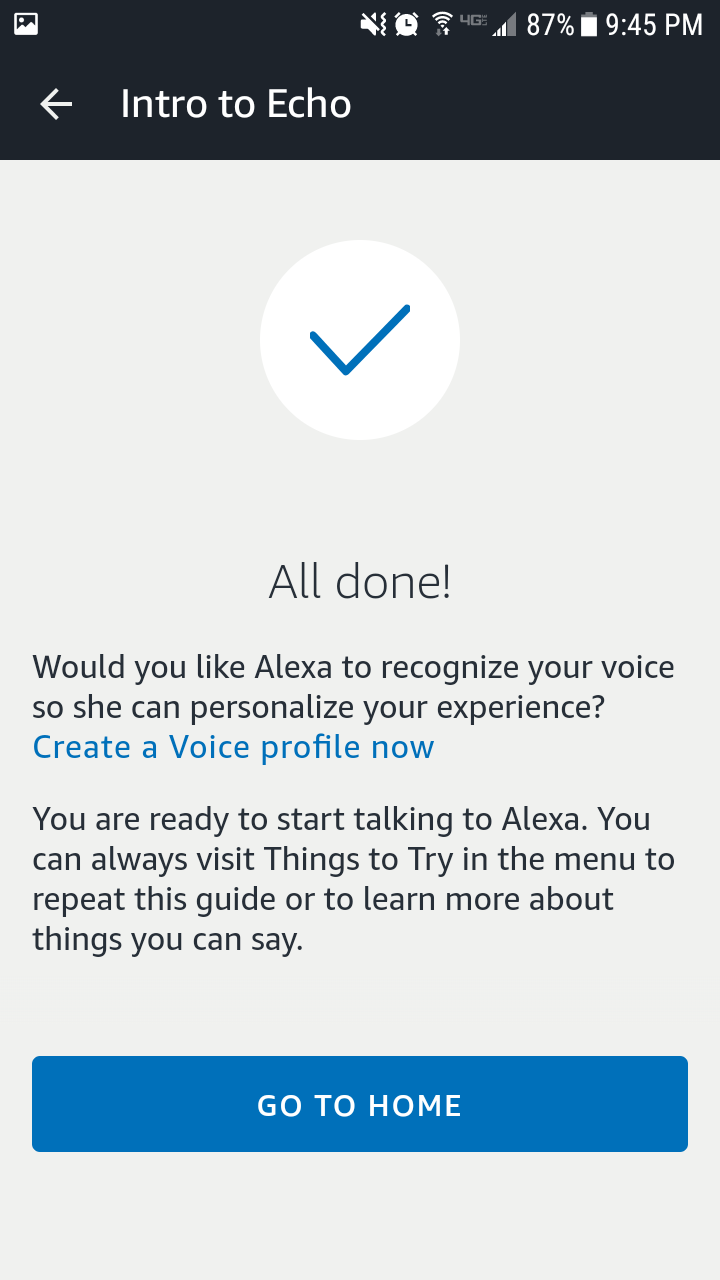 4G 87% 9:45 PM
Intro to Echo
All done!
Would you like Alexa to recognize your voice
so she can personalize your experience?
Create a Voice profile now
You are ready to start talking to Alexa. You
can always visit Things to Try in the menu to
repeat this guide or to learn more about
things you can say.
GO TO HOME